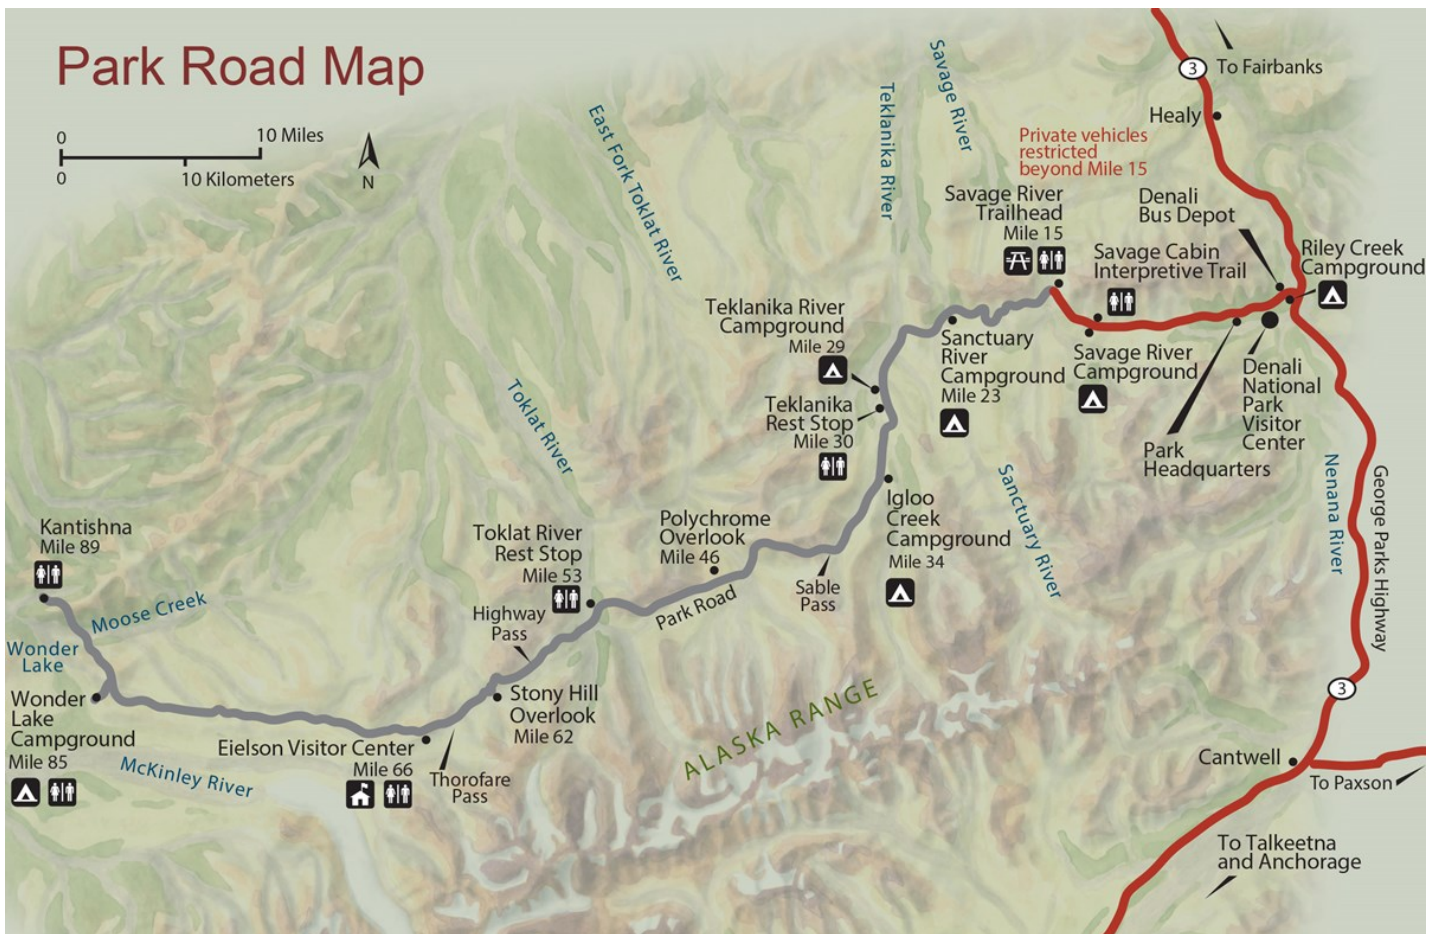 Park Road Map
0
10 Miles
0
10 Kilometers
N
3
To Fairbanks
Healy
Savage River
Teklanika River
East Fork Toklat River
Private vehicles
restricted
beyond Mile 15
Savage River
Trailhead
Mile 15
Denali
Bus Depot
Savage Cabin
Interpretive Trail
Riley Creek
Campground
Teklanika River
Campground
Mile 29
Sanctuary
River
Campground
Mile 23
Savage River
Campground
Denali
National
Park
Visitor
Center
Park
Headquarters
Teklanika
Rest Stop
Mile 30
Toklat River
Sanctuary River
Nenana River
George Parks Highway
Igloo
Creek
Campground
Mile 34
Kantishna
Mile 89
Toklat River
Rest Stop
Mile 53
Polychrome
Overlook
Mile 46
Sable
Pass
Highway
Pass
Park Road
Moose Creek
Wonder
Lake
Wonder
Lake
Campground
Mile 85
McKinley River
Eielson Visitor Center
Mile 66
Thorofare
Pass
Stony Hill
Overlook
Mile 62
ALASKA RANGE
3
Cantwell
To Paxson
To Talkeetna
and Anchorage